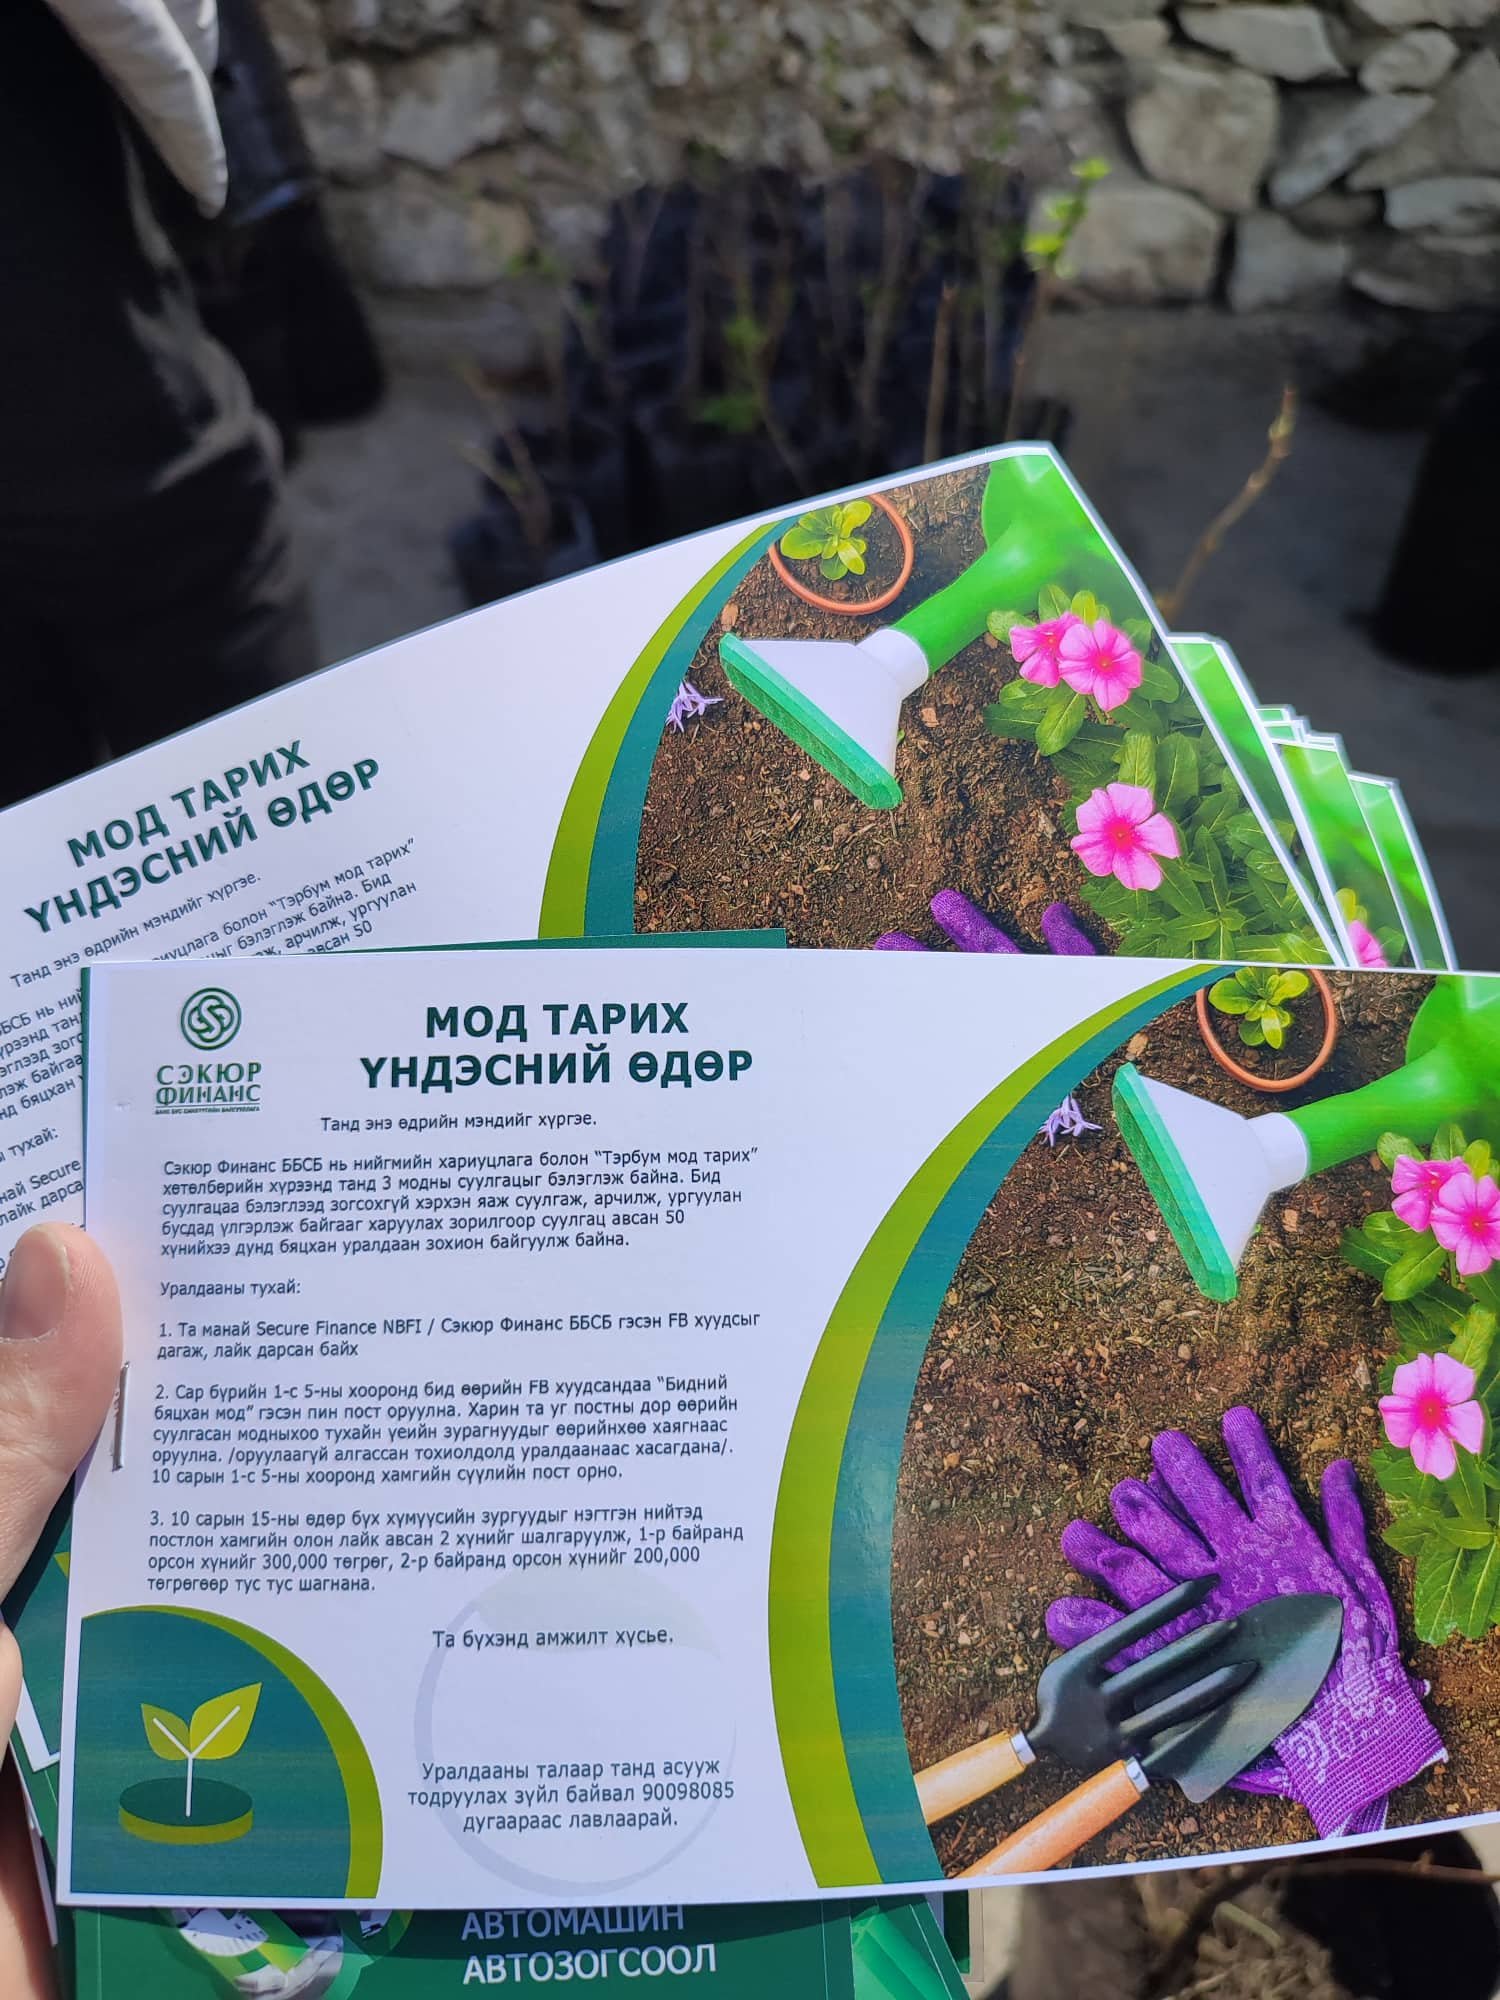 МОД ТАРИХ
ҮНДЭСНИЙ ӨДӨР
Танд энэ өдрийн мэндийг хүргэе.
"Тэрбум мод тарих"
СЭКЮР
ФИНАНС
БАНК БУС САНХҮҮГИЙН БАЙГУУЛЛАГА
МОД ТАРИХ
ҮНДЭСНИЙ ӨДӨР
Танд энэ өдрийн мэндийг хүргэе.
Сэкюр Финанс ББСБ нь нийгмийн хариуцлага болон "Тэрбум мод тарих"
хөтөлбөрийн хүрээнд танд 3 модны суулгацыг бэлэглэж байна. Бид
суулгацаа бэлэглээд зогсохгүй хэрхэн яаж суулгаж, арчилж, ургуулан
бусдад үлгэрлэж байгааг харуулах зорилгоор суулгац авсан 50
хүнийхээ дунд бяцхан уралдаан зохион байгуулж байна.
Уралдааны тухай:
1. Та манай Secure Finance NBFI / Сэкюр Финанс ББСБ гэсэн FB хуудсыг
дагаж, лайк дарсан байх
2. Сар бүрийн 1-с 5-ны хооронд бид өөрийн FB хуудсандаа "Бидний
бяцхан мод" гэсэн пин пост оруулна. Харин та уг постны дор өөрийн
суулгасан модныхоо тухайн үеийн зурагнуудыг өөрийнхөө хаягнаас
оруулна. /оруулаагүй алгассан тохиолдолд уралдаанаас хасагдана/.
10 сарын 1-с 5-ны хооронд хамгийн сүүлийн пост орно.
3. 10 сарын 15-ны өдөр бүх хүмүүсийн зургуудыг нэгтгэн нийтэд
постлон хамгийн олон лайк авсан 2 хүнийг шалгаруулж, 1-р байранд
орсон хүнийг 300,000 төгрөг, 2-р байранд орсон хүнийг 200,000
төгрөгөөр тус тус шагнана.
Та бүхэнд амжилт хүсье.
Уралдааны талаар танд асууж
тодруулах зүйл байвал 90098085
дугаараас лавлаарай.
АВТОМАШИН
АВТОЗОГСООЛ